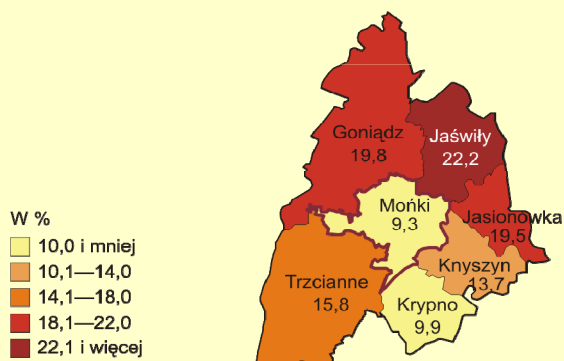 Goniądz
19,8
Jaświły
22,2
Mońki
9,3
Jasionówka
19,5
Knyszyn
13,7
Trzcianne
15,8
Krypno
9,9
W %
10,0 i mniej
10,1—14,0
14,1—18,0
18,1—22,0
22,1 i więcej